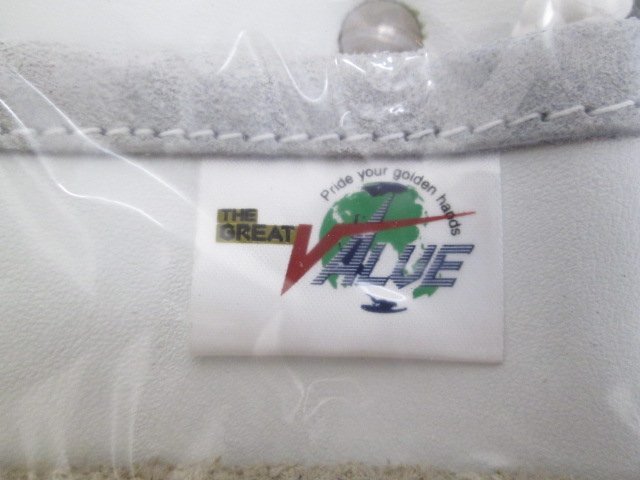 Pride your golden hands
THE
GREAT
VALUE